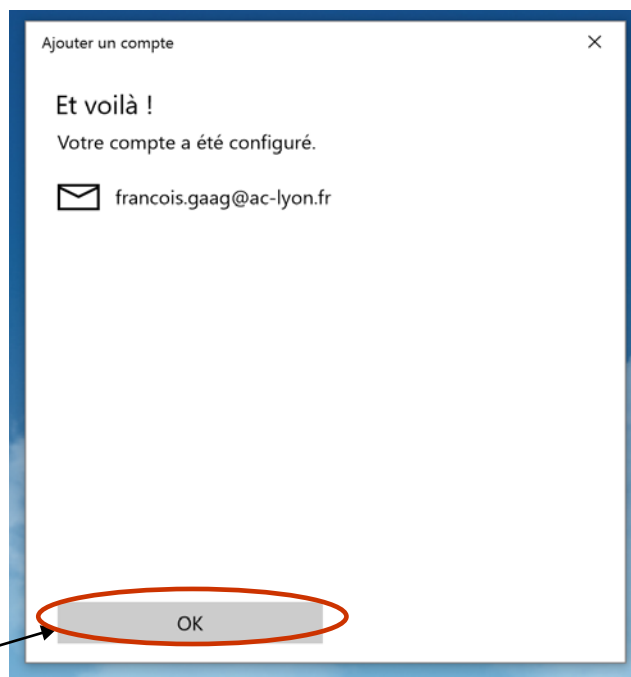 Ajouter un compte
Et voilà !
Votre compte a été configuré.
francois.gaag@ac-lyon.fr
OK